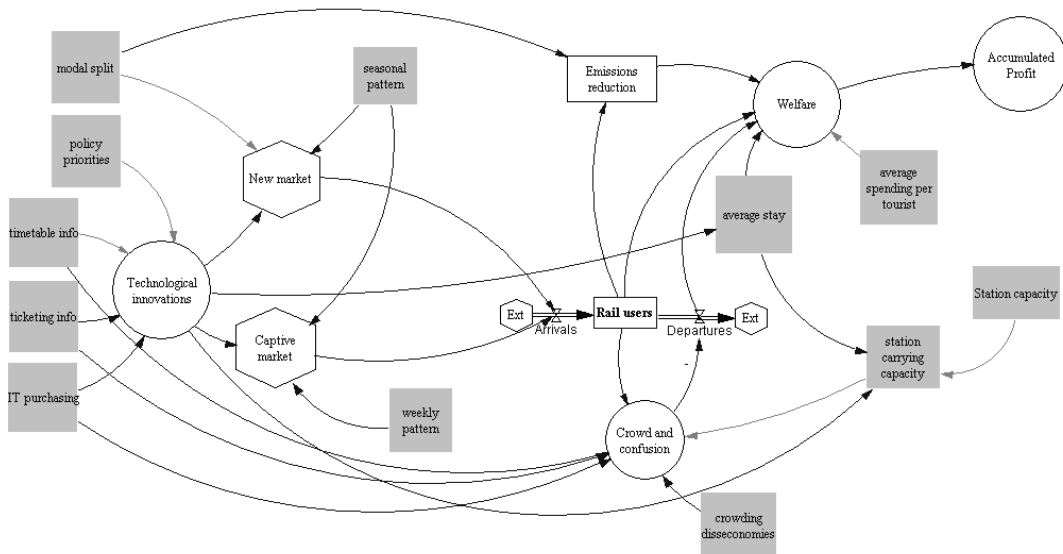 modal split
seasonal
pattern
Emissions
reduction
Welfare
Accumulated
Profit
policy
priorities
New market
average
spending per
tourist
timetable info
average stay
Technological
innovations
ticketing info
Ext
Arrivals
Rail users
Departures
Ext
Station capacity
Captive
market
station
carrying
capacity
IT purchasing
weekly
pattern
Crowd and
confusion
crowding
disseconomies